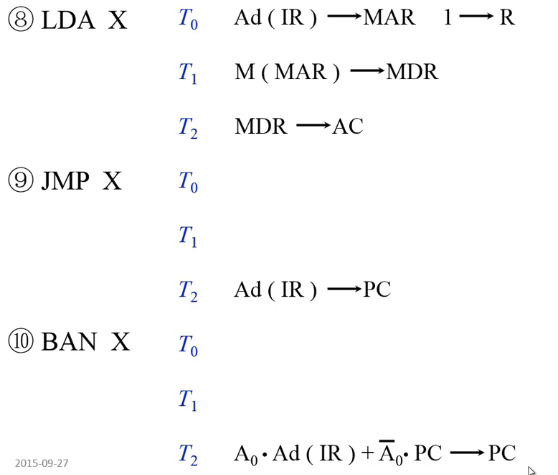 ⑧ LDA X T₀ Ad ( IR ) ⟶ MAR 1 ⟶ R
T₁ M ( MAR ) ⟶ MDR
T₂ MDR ⟶ AC
⑨ JMP X T₀
T₁
T₂ Ad ( IR ) ⟶ PC
⑩ BAN X T₀
T₁
T₂ A₀ • Ad ( IR ) + A̅₀ • PC ⟶ PC
2015-09-27